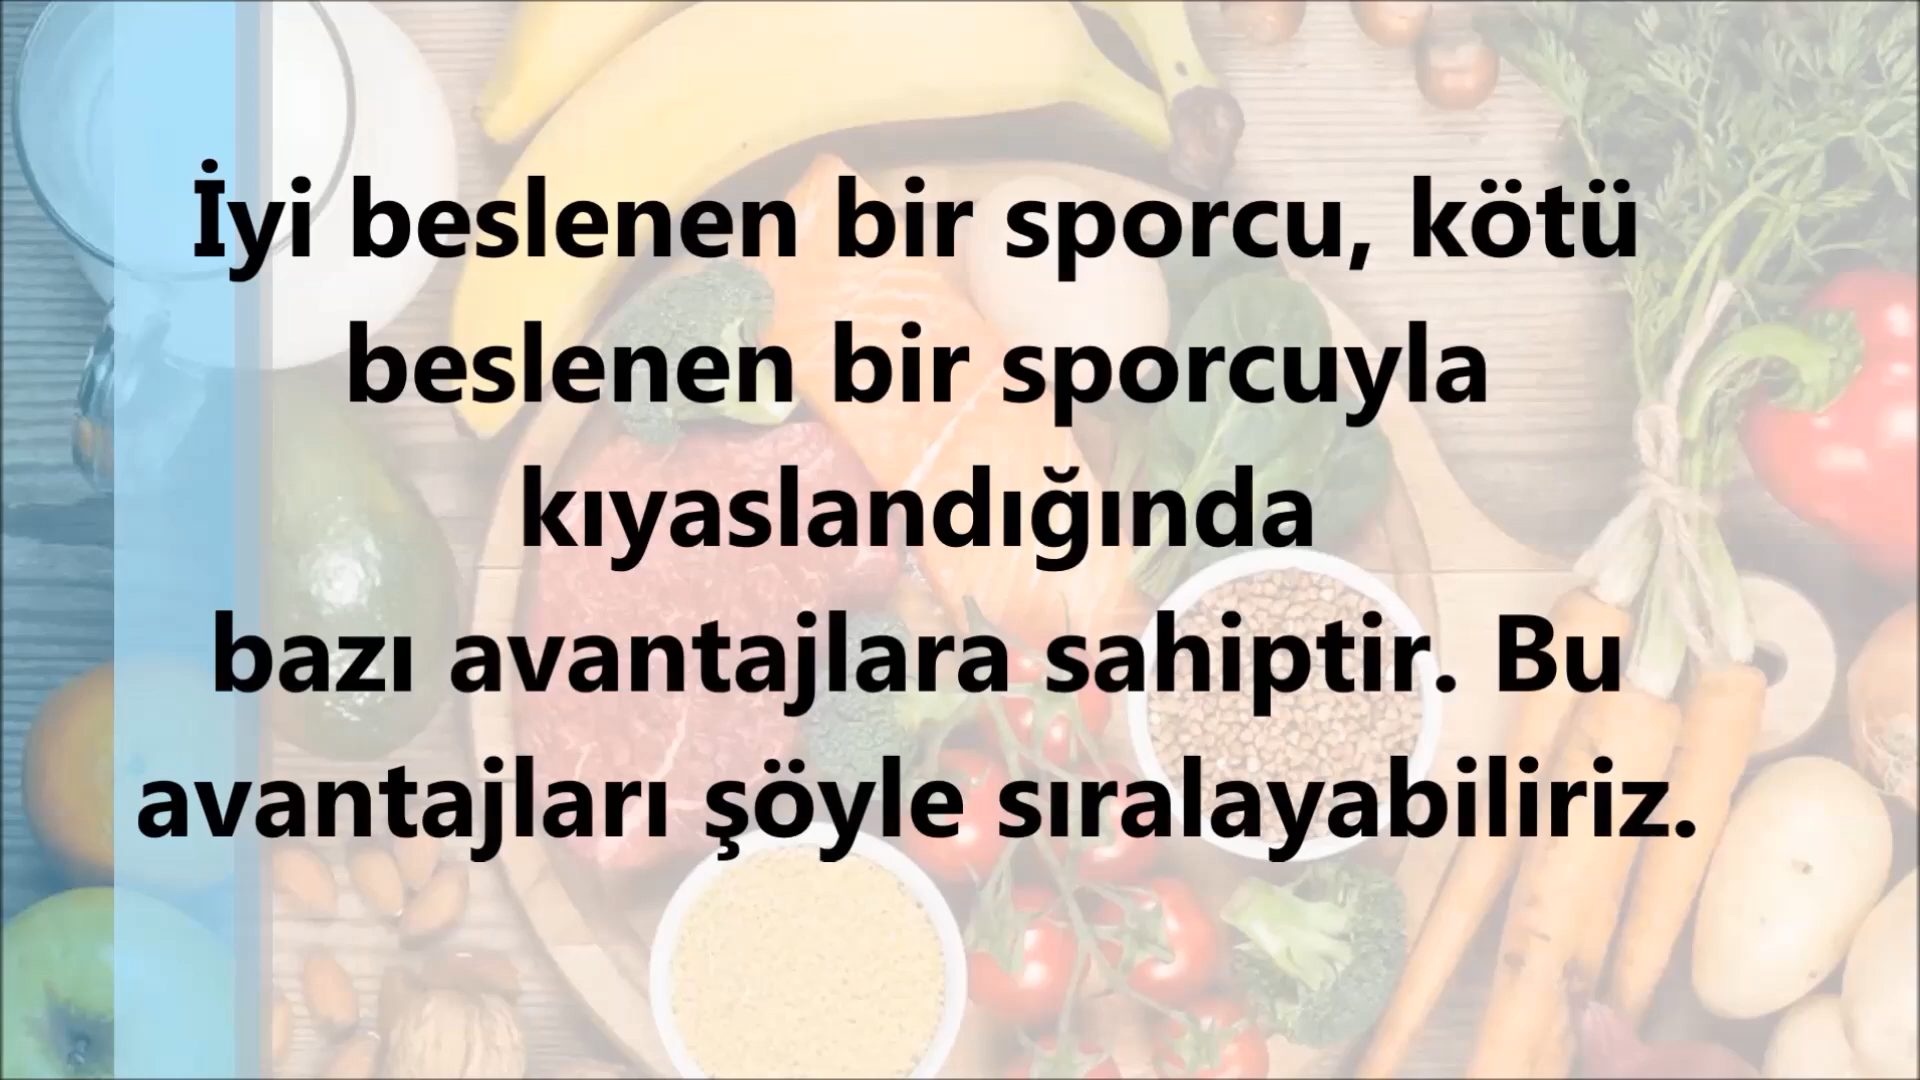 İyi beslenen bir sporcu, kötü
beslenen bir sporcuyla
kıyaslandığında
bazı avantajlara sahiptir. Bu
avantajları şöyle sıralayabiliriz.